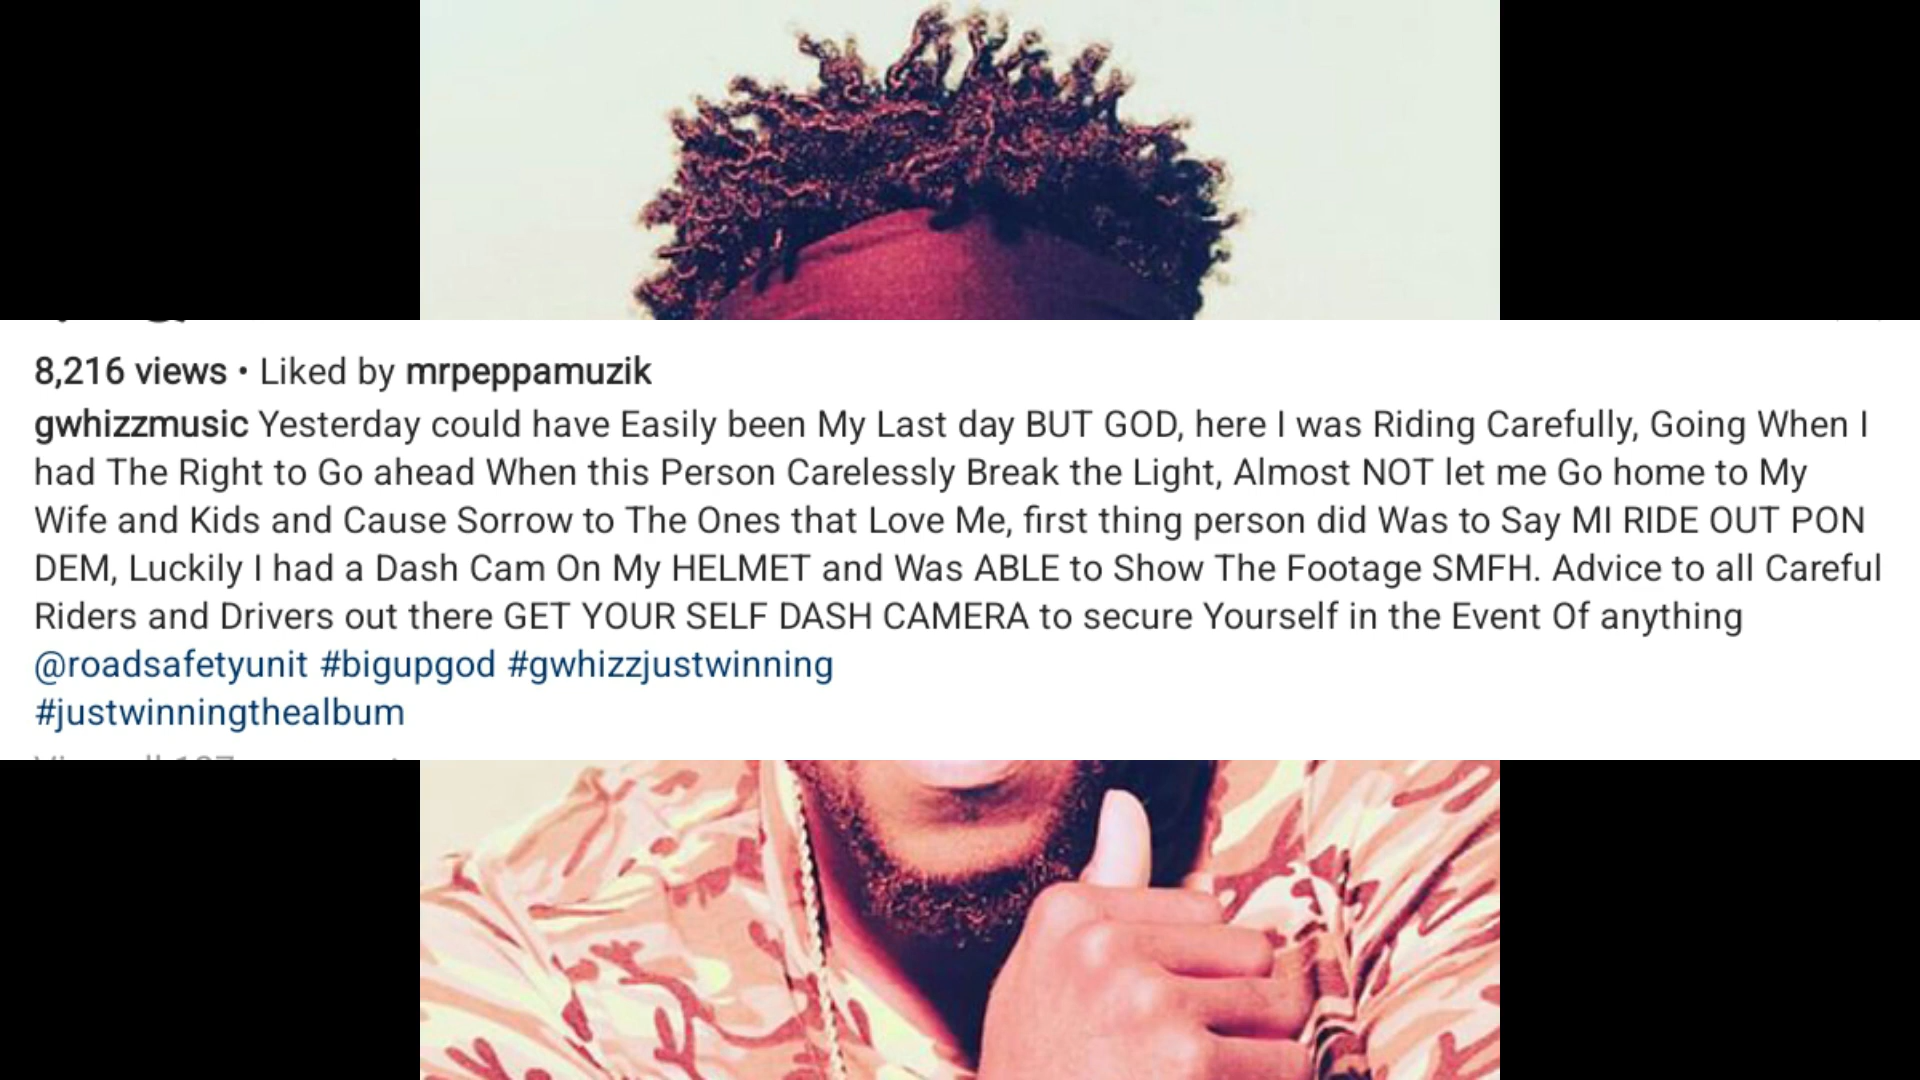 8,216 views • Liked by mrpeppamuzik
gwhizzmusic Yesterday could have Easily been My Last day BUT GOD, here I was Riding Carefully, Going When I
had The Right to Go ahead When this Person Carelessly Break the Light, Almost NOT let me Go home to My
Wife and Kids and Cause Sorrow to The Ones that Love Me, first thing person did Was to Say MI RIDE OUT PON
DEM, Luckily I had a Dash Cam On My HELMET and Was ABLE to Show The Footage SMFH. Advice to all Careful
Riders and Drivers out there GET YOUR SELF DASH CAMERA to secure Yourself in the Event Of anything
@roadsafetyunit #bigupgod #gwhizzjustwinning
#justwinningthealbum